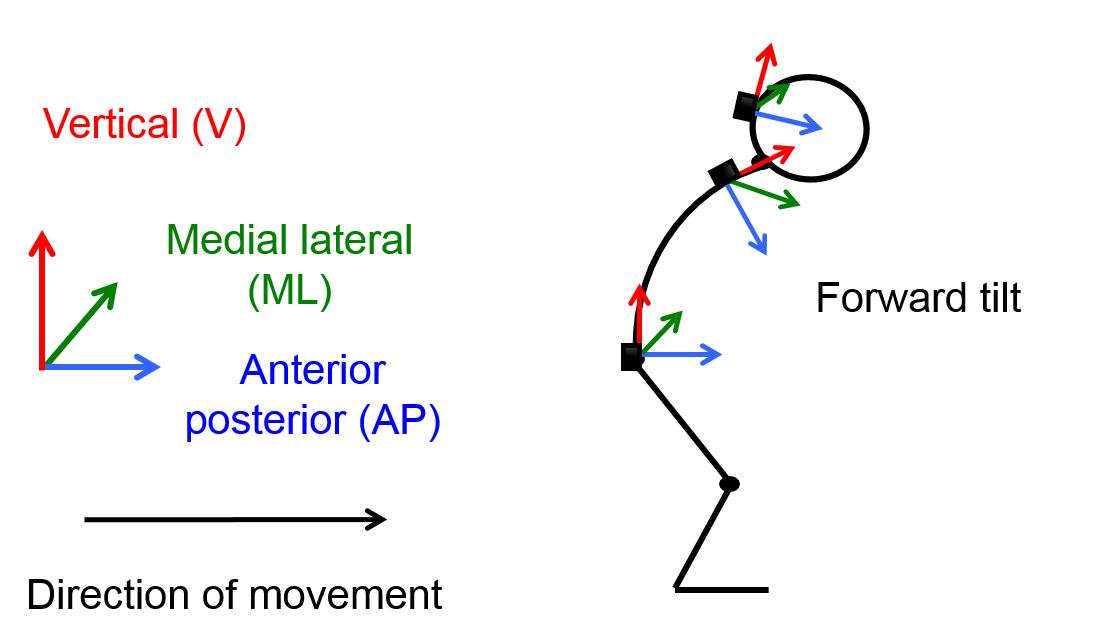 Vertical (V)
Medial lateral
(ML)
Anterior
posterior (AP)
Direction of movement
Forward tilt